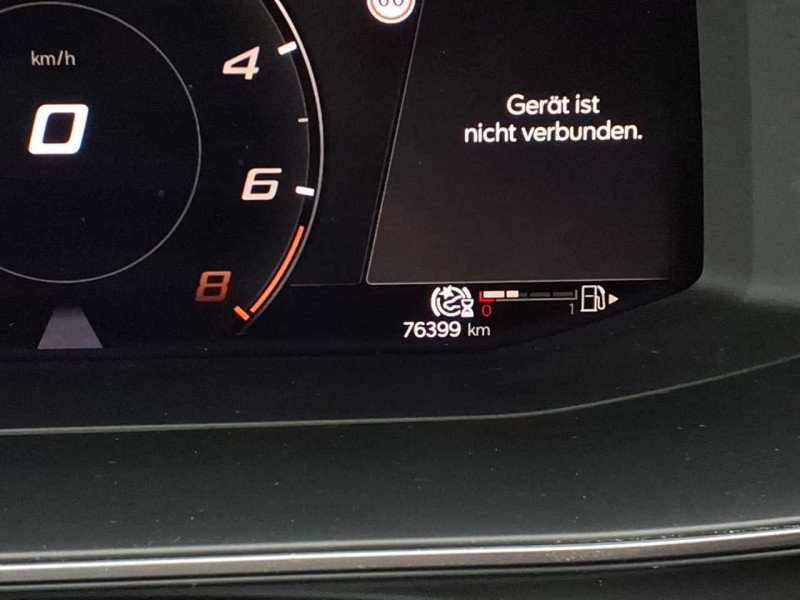 km/h
0
4
6
8
Gerät ist
nicht verbunden.
0 1
76399 km